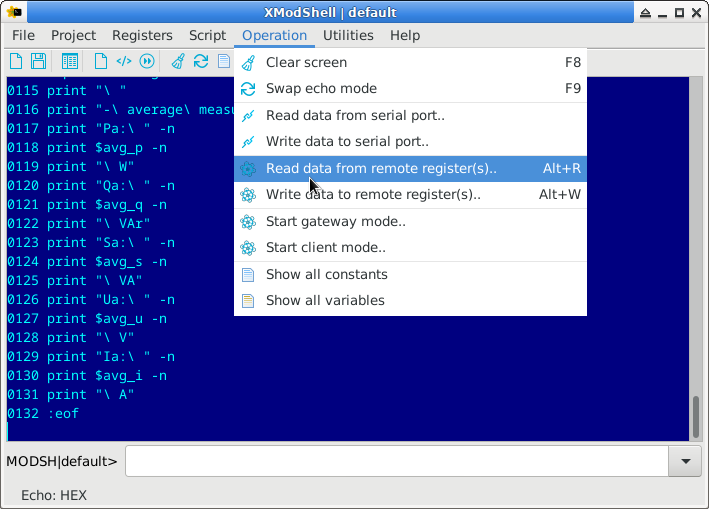 XModShell | default
File Project Registers Script Operation Utilities Help
Clear screen F8
Swap echo mode F9
Read data from serial port..
Write data to serial port..
Read data from remote register(s).. Alt+R
Write data to remote register(s).. Alt+W
Start gateway mode..
Start client mode..
Show all constants
Show all variables
0115 print "\ "
0116 print "-\ average\
0117 print "Pa:\ " -n
0118 print $avg_p -n
0119 print "\ W"
0120 print "Qa:\ " -n
0121 print $avg_q -n
0122 print "\ VAr"
0123 print "Sa:\ " -n
0124 print $avg_s -n
0125 print "\ VA"
0126 print "Ua:\ " -n
0127 print $avg_u -n
0128 print "\ V"
0129 print "Ia:\ " -n
0130 print $avg_i -n
0131 print "\ A"
0132 :eof
MODSH|default>
Echo: HEX